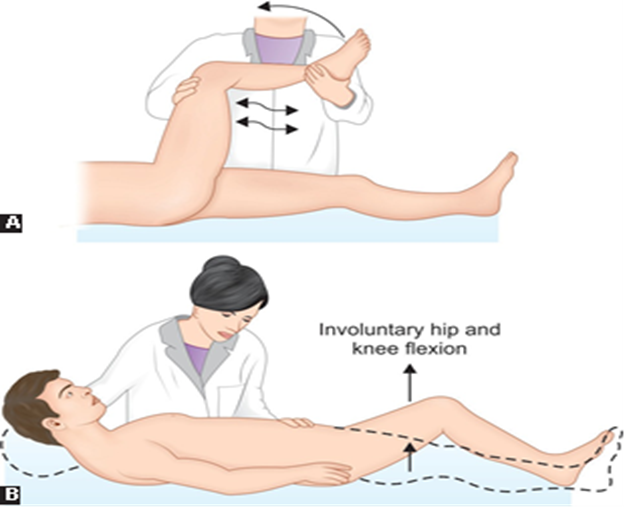 A
Involuntary hip and
knee flexion
B